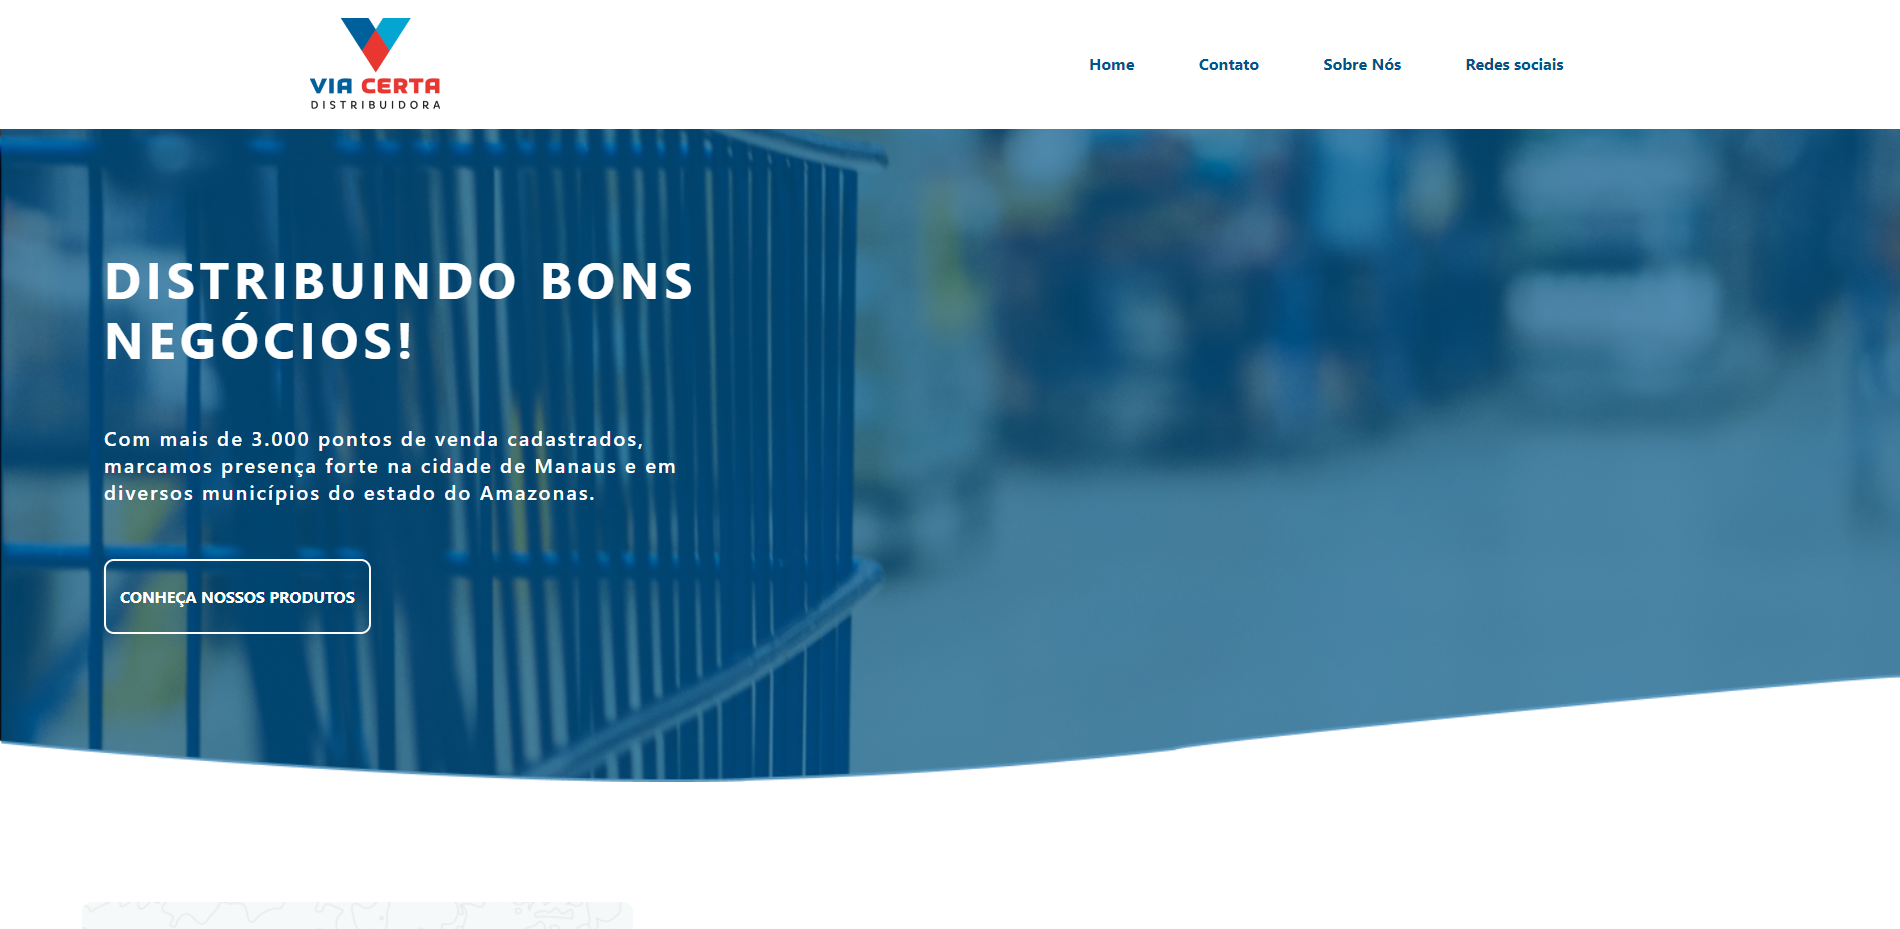 VIA CERTA
DISTRIBUIDORA
Home
Contato
Sobre Nós
Redes sociais
DISTRIBUINDO BONS
NEGÓCIOS!
Com mais de 3.000 pontos de venda cadastrados,
marcamos presença forte na cidade de Manaus e em
diversos municípios do estado do Amazonas.
CONHEÇA NOSSOS PRODUTOS